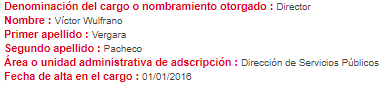 Denominación del cargo o nombramiento otorgado : Director
Nombre : Víctor Wulfrano
Primer apellido : Vergara
Segundo apellido : Pacheco
Área o unidad administrativa de adscripción : Dirección de Servicios Públicos
Fecha de alta en el cargo : 01/01/2016